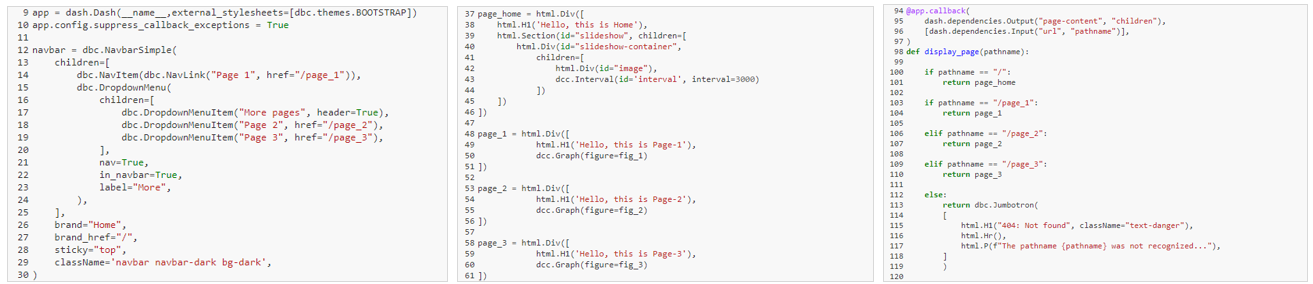 9 app = dash.Dash(__name__,external_stylesheets=[dbc.themes.BOOTSTRAP])
10 app.config.suppress_callback_exceptions = True
11
12 navbar = dbc.NavbarSimple(
13     children=[
14         dbc.NavItem(dbc.NavLink("Page 1", href="/page_1")),
15         dbc.DropdownMenu(
16             children=[
17                 dbc.DropdownMenuItem("More pages", header=True),
18                 dbc.DropdownMenuItem("Page 2", href="/page_2"),
19                 dbc.DropdownMenuItem("Page 3", href="/page_3"),
20             ],
21             nav=True,
22             in_navbar=True,
23             label="More",
24         ),
25     ],
26     brand="Home",
27     brand_href="/",
28     sticky="top",
29     className='navbar navbar-dark bg-dark',
30 )
37 page_home = html.Div([
38     html.H1('Hello, this is Home'),
39     html.Section(id="slideshow", children=[
40         html.Div(id="slideshow-container",
41             children=[
42                 html.Div(id="image"),
43                 dcc.Interval(id='interval', interval=3000)
44             ])
45     ])
46 ])
47
48 page_1 = html.Div([
49             html.H1('Hello, this is Page-1'),
50             dcc.Graph(figure=fig_1)
51 ])
52
53 page_2 = html.Div([
54             html.H1('Hello, this is Page-2'),
55             dcc.Graph(figure=fig_2)
56 ])
57
58 page_3 = html.Div([
59             html.H1('Hello, this is Page-3'),
60             dcc.Graph(figure=fig_3)
61 ])
94 @app.callback(
95     dash.dependencies.Output("page-content", "children"),
96     [dash.dependencies.Input("url", "pathname")],
97 )
98 def display_page(pathname):
99
100     if pathname == "/":
101         return page_home
102
103     if pathname == "/page_1":
104         return page_1
105
106     elif pathname == "/page_2":
107         return page_2
108
109     elif pathname == "/page_3":
110         return page_3
111
112     else:
113         return dbc.Jumbotron(
114         [
115             html.H1("404: Not found", className="text-danger"),
116             html.Hr(),
117             html.P(f"The pathname {pathname} was not recognized..."),
118         ]
119         )
120